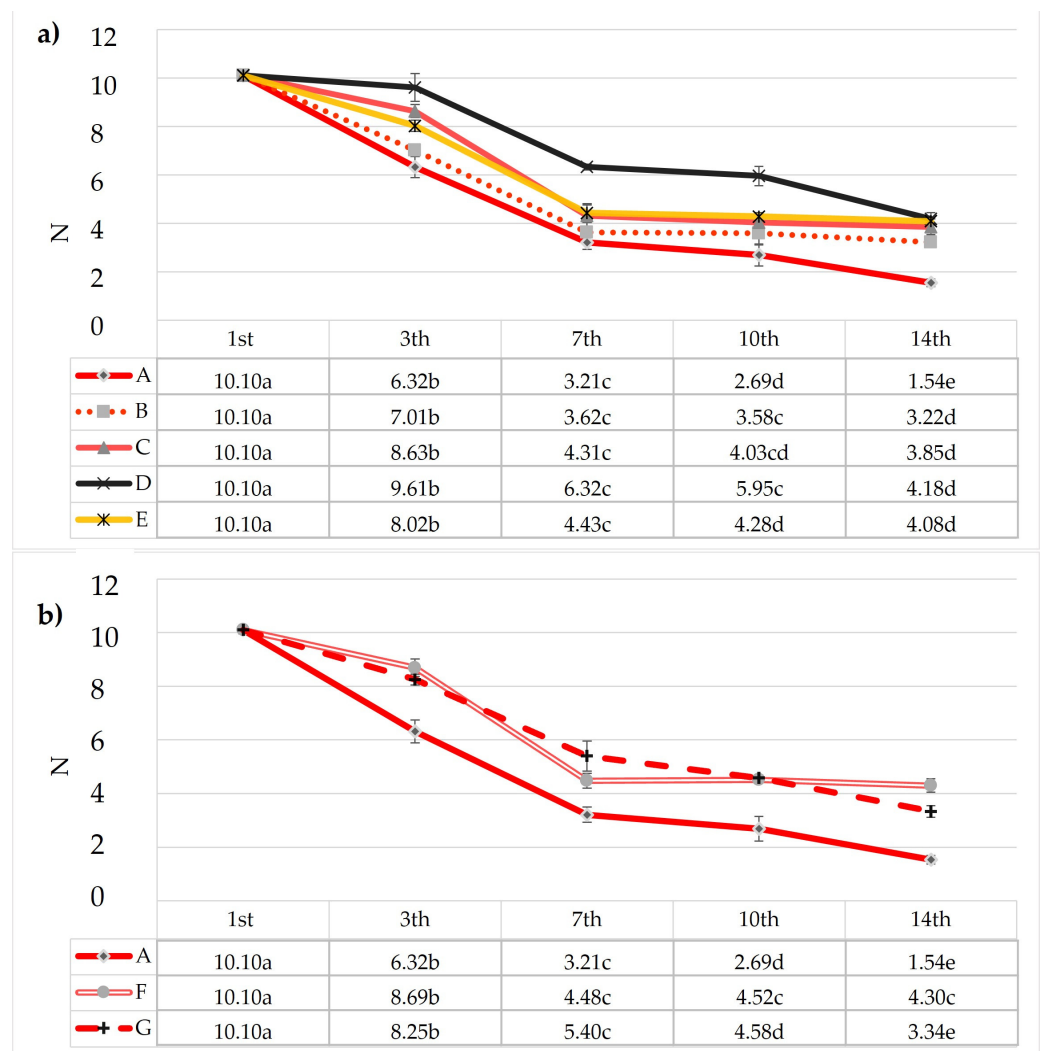 a)
12
10
8
6
4
2
0
N
1st 3th 7th 10th 14th
A 10.10a 6.32b 3.21c 2.69d 1.54e
B 10.10a 7.01b 3.62c 3.58c 3.22d
C 10.10a 8.63b 4.31c 4.03cd 3.85d
D 10.10a 9.61b 6.32c 5.95c 4.18d
E 10.10a 8.02b 4.43c 4.28d 4.08d
b)
12
10
8
6
4
2
0
N
1st 3th 7th 10th 14th
A 10.10a 6.32b 3.21c 2.69d 1.54e
F 10.10a 8.69b 4.48c 4.52c 4.30c
G 10.10a 8.25b 5.40c 4.58d 3.34e